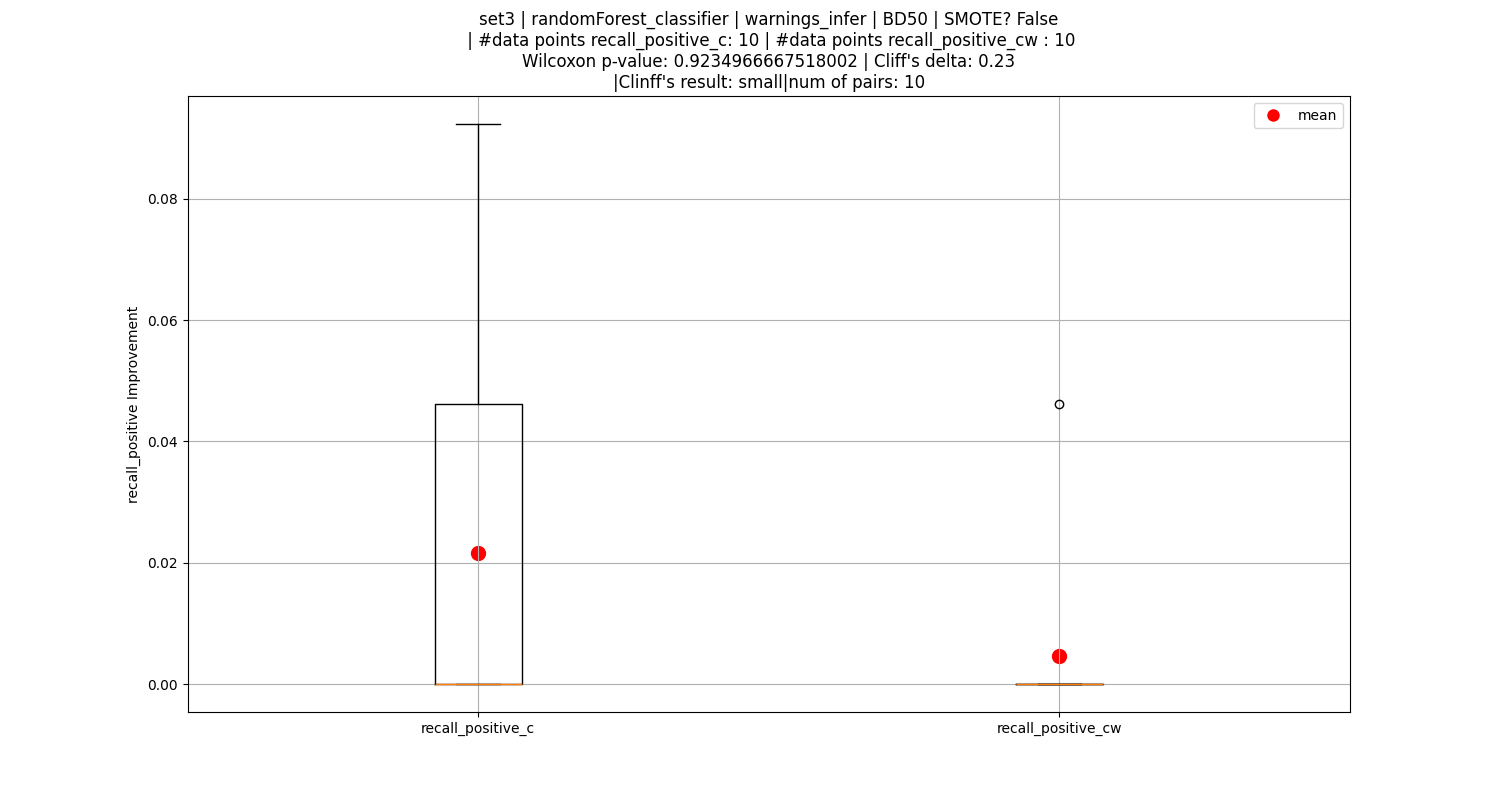 set3 | randomForest_classifier | warnings_infer | BD50 | SMOTE? False
| #data points recall_positive_c: 10 | #data points recall_positive_cw : 10
Wilcoxon p-value: 0.9234966667518002 | Cliff's delta: 0.23
|Clinff's result: small|num of pairs: 10
mean
recall_positive Improvement
0.08
0.06
0.04
0.02
0.00
recall_positive_c
recall_positive_cw